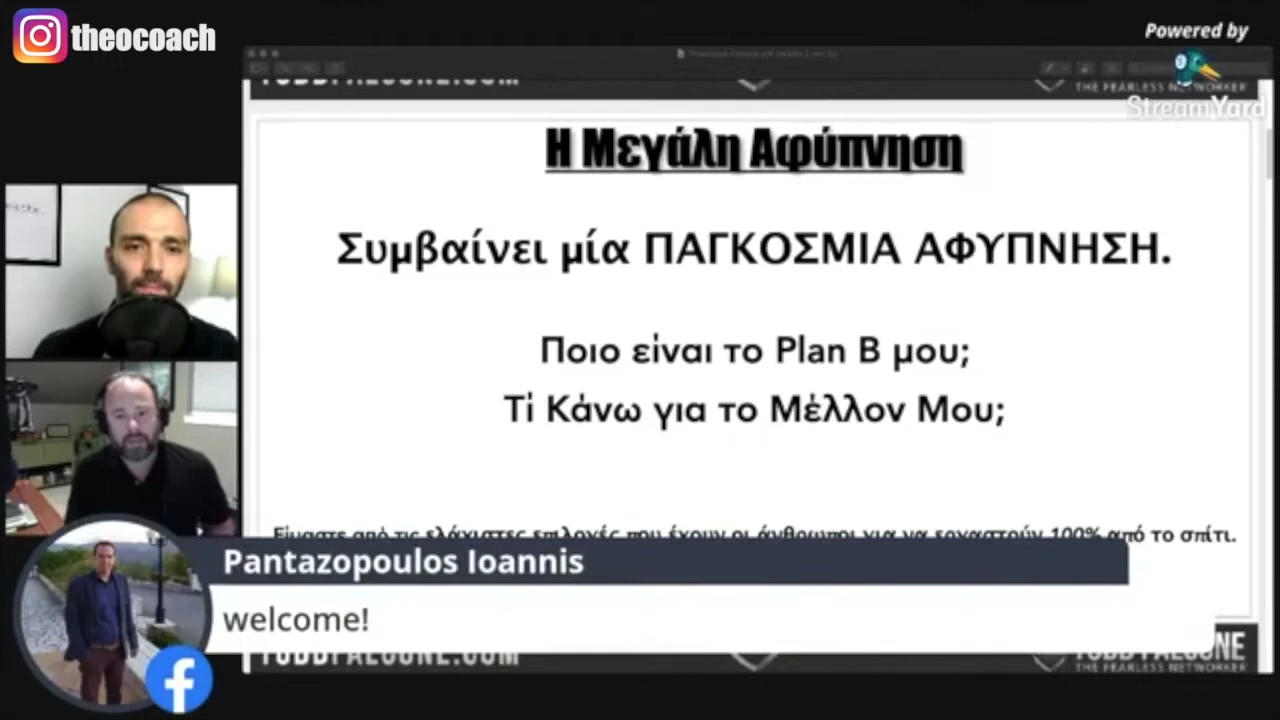 theocoach
Powered by
StreamYard
TODDFALCONE.COM
THE FEARLESS NETWORKER
Η Μεγάλη Αφύπνηση
Συμβαίνει μία ΠΑΓΚΟΣΜΙΑ ΑΦΥΠΝΗΣΗ.
Ποιο είναι το Plan B μου;
Τί Κάνω για το Μέλλον Μου;
Είμαστε από τις ελάχιστες επιλογές που έχουν οι άνθρωποι για να εργαστούν 100% από το σπίτι.
Pantazopoulos Ioannis
welcome!
TODDFALCONE.COM
THE FEARLESS NETWORKER